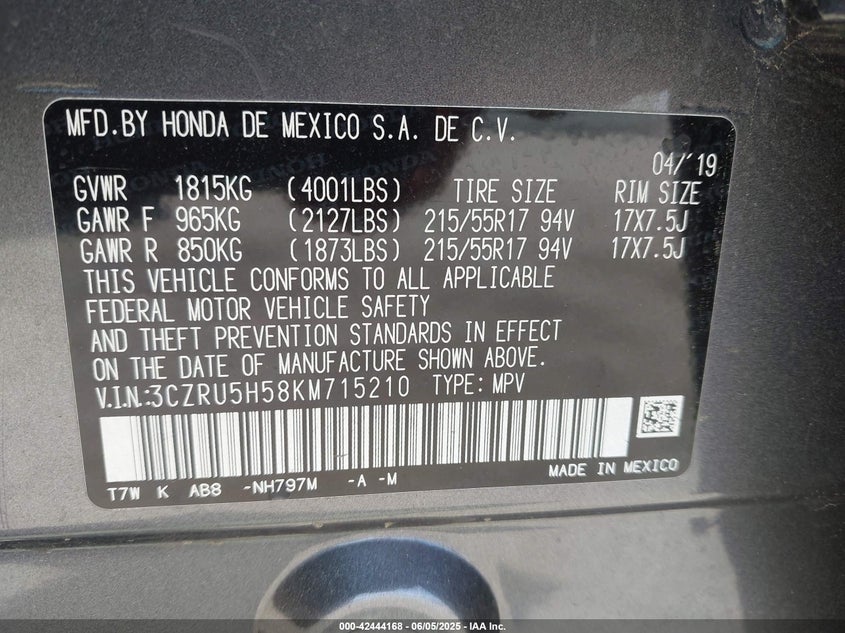 MFD.BY HONDA DE MEXICO S.A. DE C.V.
04/'19
GVWR 1815KG (4001LBS) TIRE SIZE RIM SIZE
GAWR F 965KG (2127LBS) 215/55R17 94V 17X7.5J
GAWR R 850KG (1873LBS) 215/55R17 94V 17X7.5J
THIS VEHICLE CONFORMS TO ALL APPLICABLE
FEDERAL MOTOR VEHICLE SAFETY
AND THEFT PREVENTION STANDARDS IN EFFECT
ON THE DATE OF MANUFACTURE SHOWN ABOVE.
V.I.N.:3CZRU5H58KM715210 TYPE: MPV
MADE IN MEXICO
T7W K AB8 -NH797M -A -M
000-42444168 - 06/05/2025 - IAA Inc.